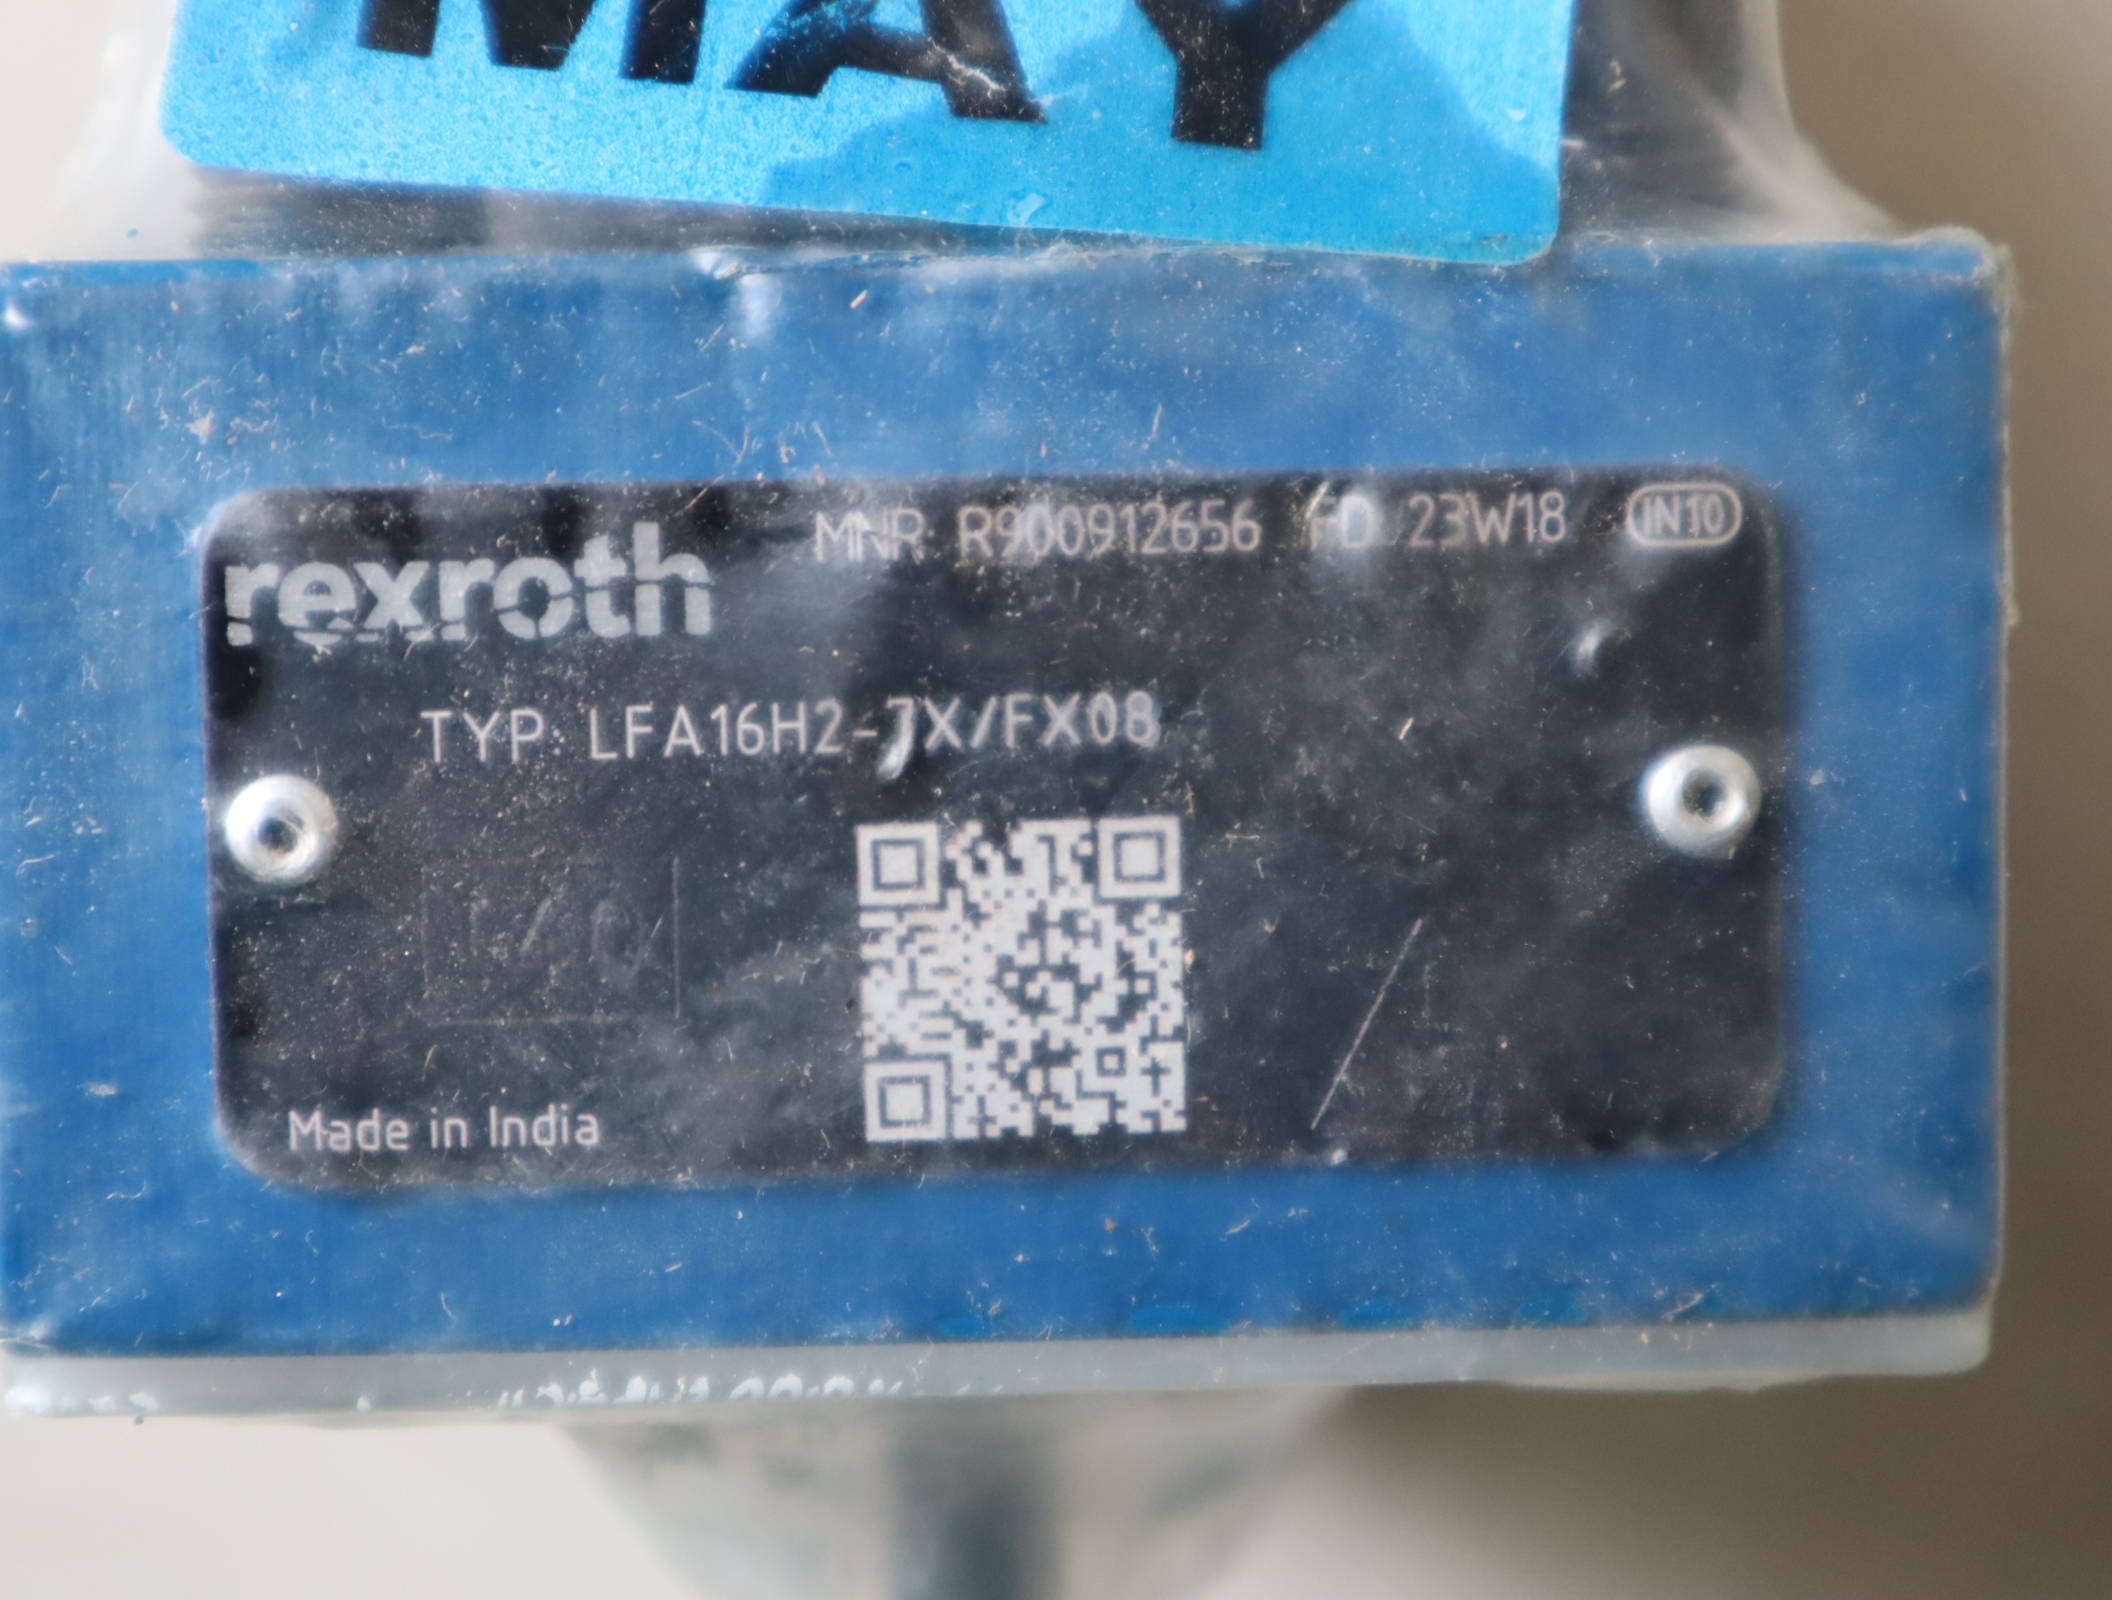 MAY
rexroth
MNR: R900912656 FD: 23W18 IN10
TYP: LFA16H2-7X/FX08
Made in India